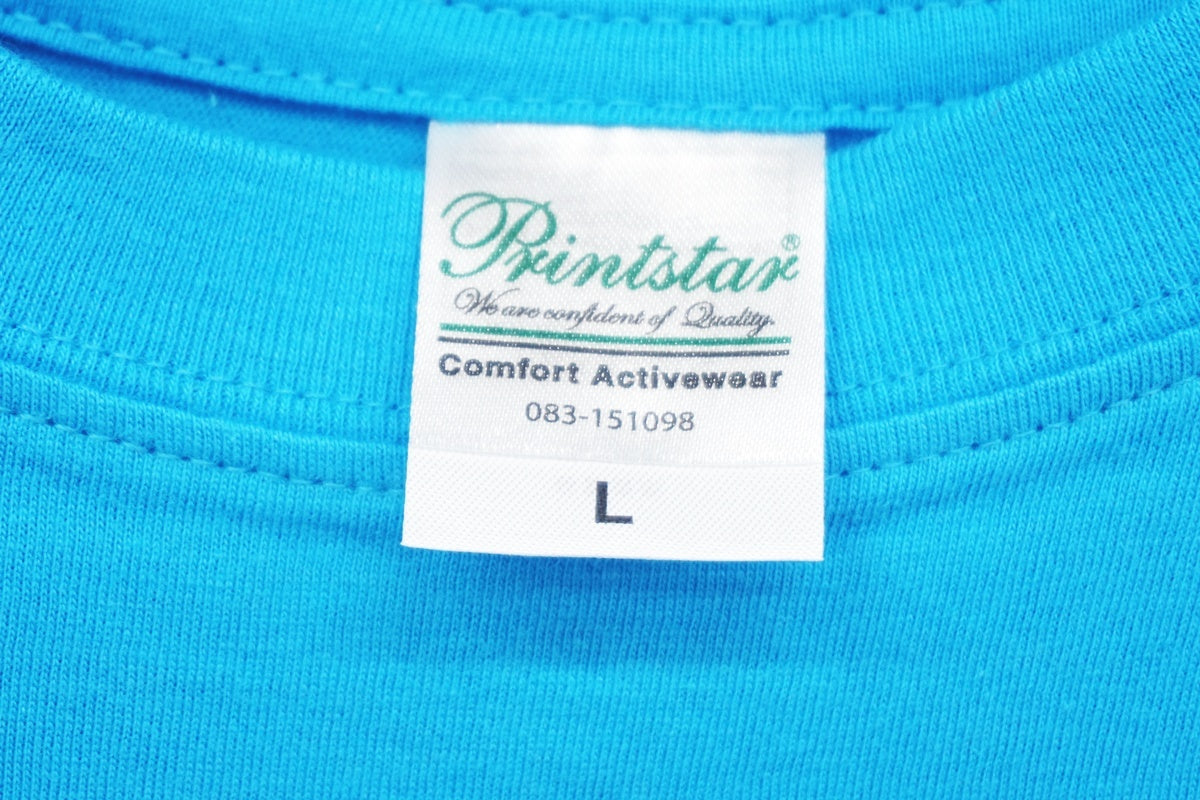 Printstar®
We are confident of Quality.
Comfort Activewear
083-151098
L